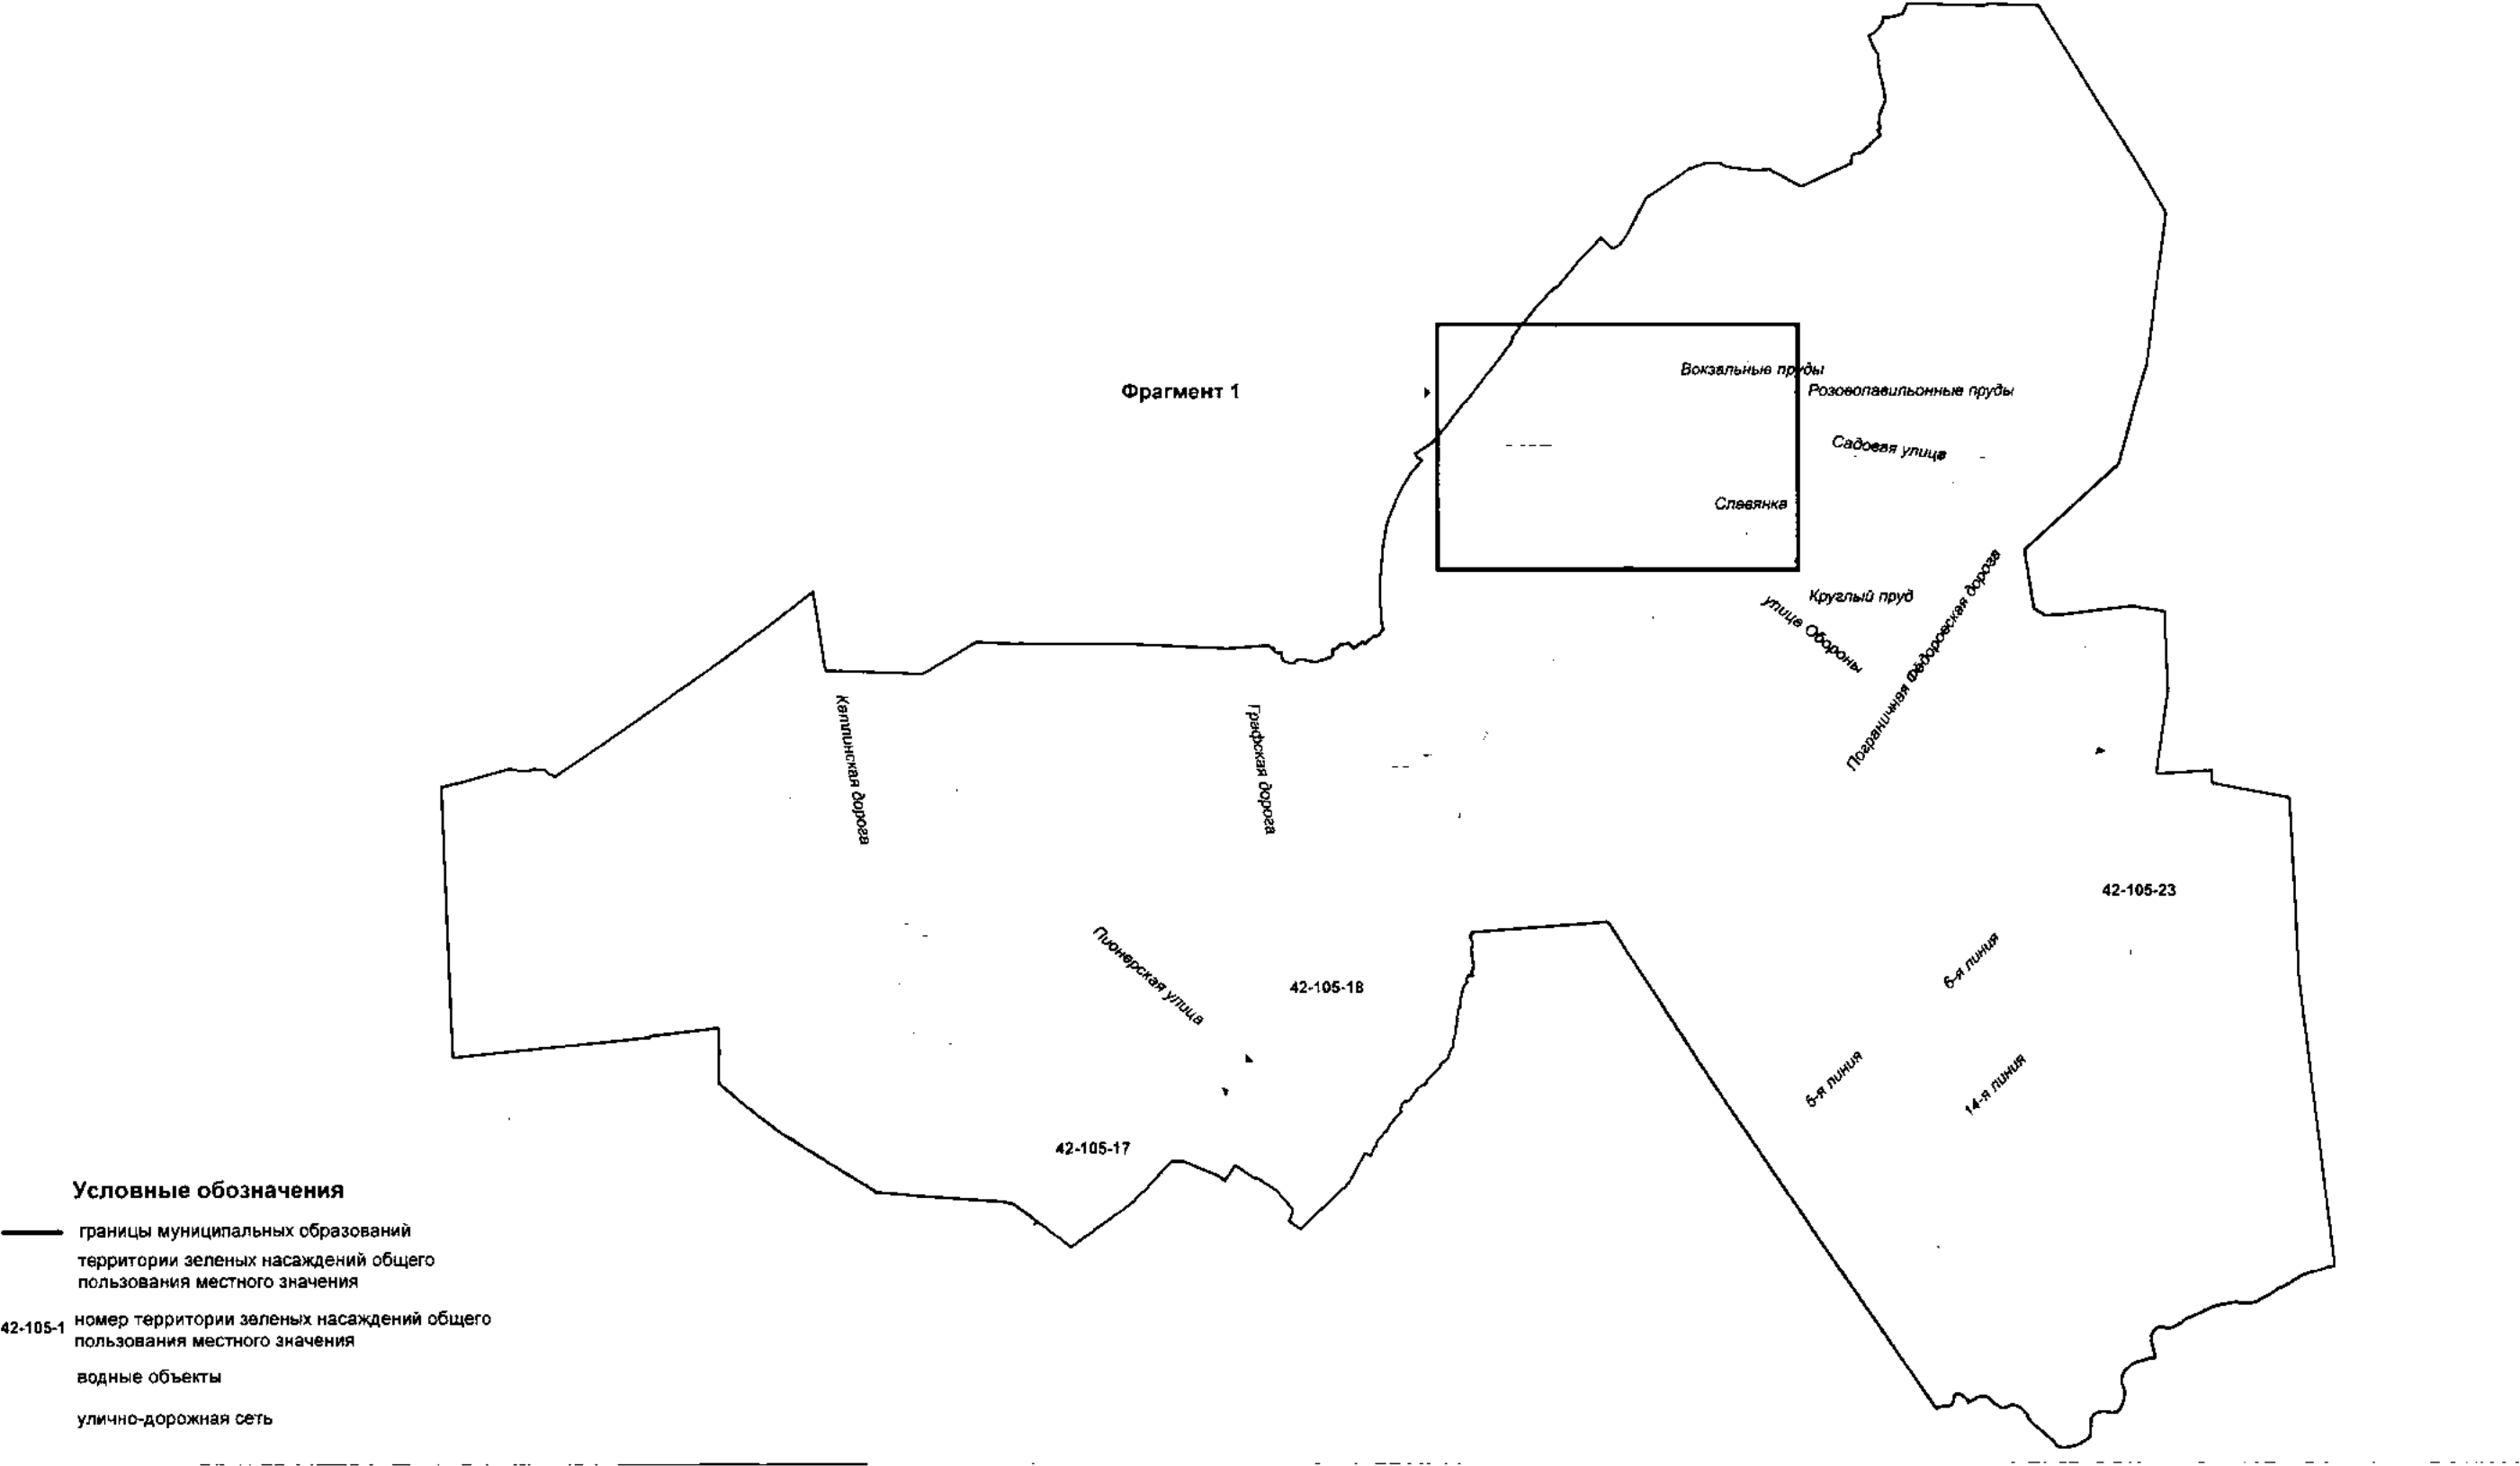 Фрагмент 1
Вокзальные пруды
Розовопавильонные пруды
Садовая улица
Славянка
Круглый пруд
улица Обороны
Пограничная Фёдоровская дорога
Каплинская дорога
Графская дорога
42-105-23
Пионерская улица
6-я линия
42-105-18
5-я линия
14-я линия
42-105-17
Условные обозначения
границы муниципальных образований
территории зеленых насаждений общего
пользования местного значения
42-105-1 номер территории зеленых насаждений общего
пользования местного значения
водные объекты
улично-дорожная сеть